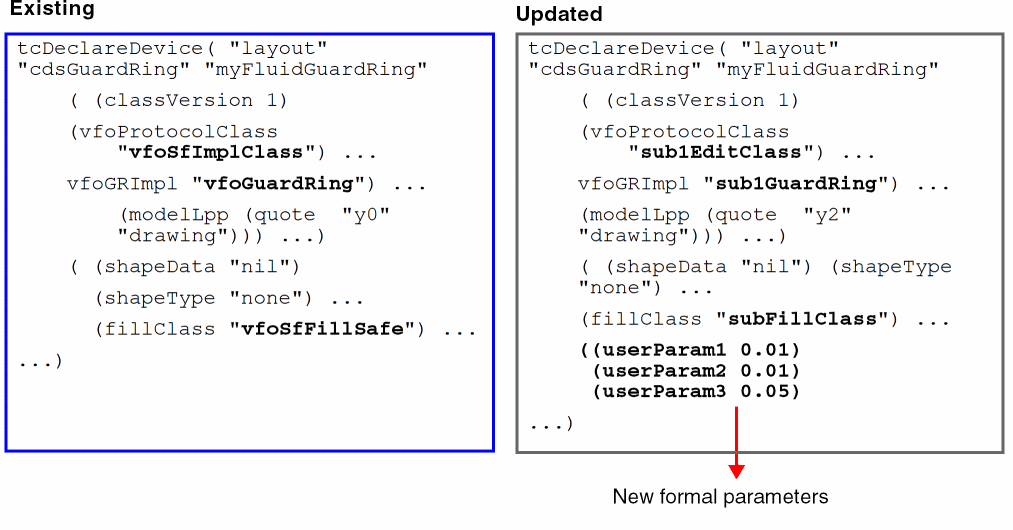 Existing
tcDeclareDevice( "layout"
"cdsGuardRing" "myFluidGuardRing"
( (classVersion 1)
(vfoProtocolClass
"vfoSfImplClass") ...
vfoGRImpl "vfoGuardRing") ...
(modelLpp (quote "y0"
"drawing"))) ...)
( (shapeData "nil")
(shapeType "none") ...
(fillClass "vfoSfFillSafe") ...
...)
Updated
tcDeclareDevice( "layout"
"cdsGuardRing" "myFluidGuardRing"
( (classVersion 1)
(vfoProtocolClass
"sub1EditClass") ...
vfoGRImpl "sub1GuardRing") ...
(modelLpp (quote "y2"
"drawing"))) ...)
( (shapeData "nil") (shapeType
"none") ...
(fillClass "subFillClass") ...
((userParam1 0.01)
(userParam2 0.01)
(userParam3 0.05)
...)
New formal parameters